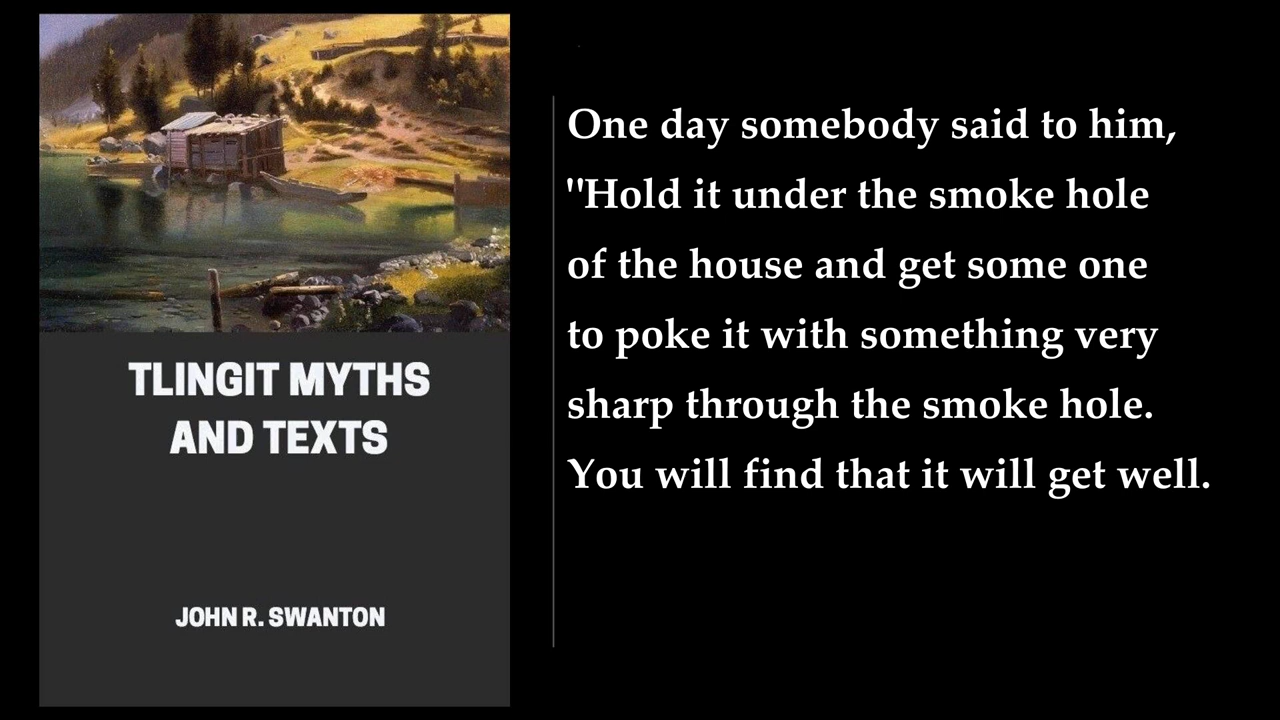 TLINGIT MYTHS
AND TEXTS
JOHN R. SWANTON
One day somebody said to him,
"Hold it under the smoke hole
of the house and get some one
to poke it with something very
sharp through the smoke hole.
You will find that it will get well.